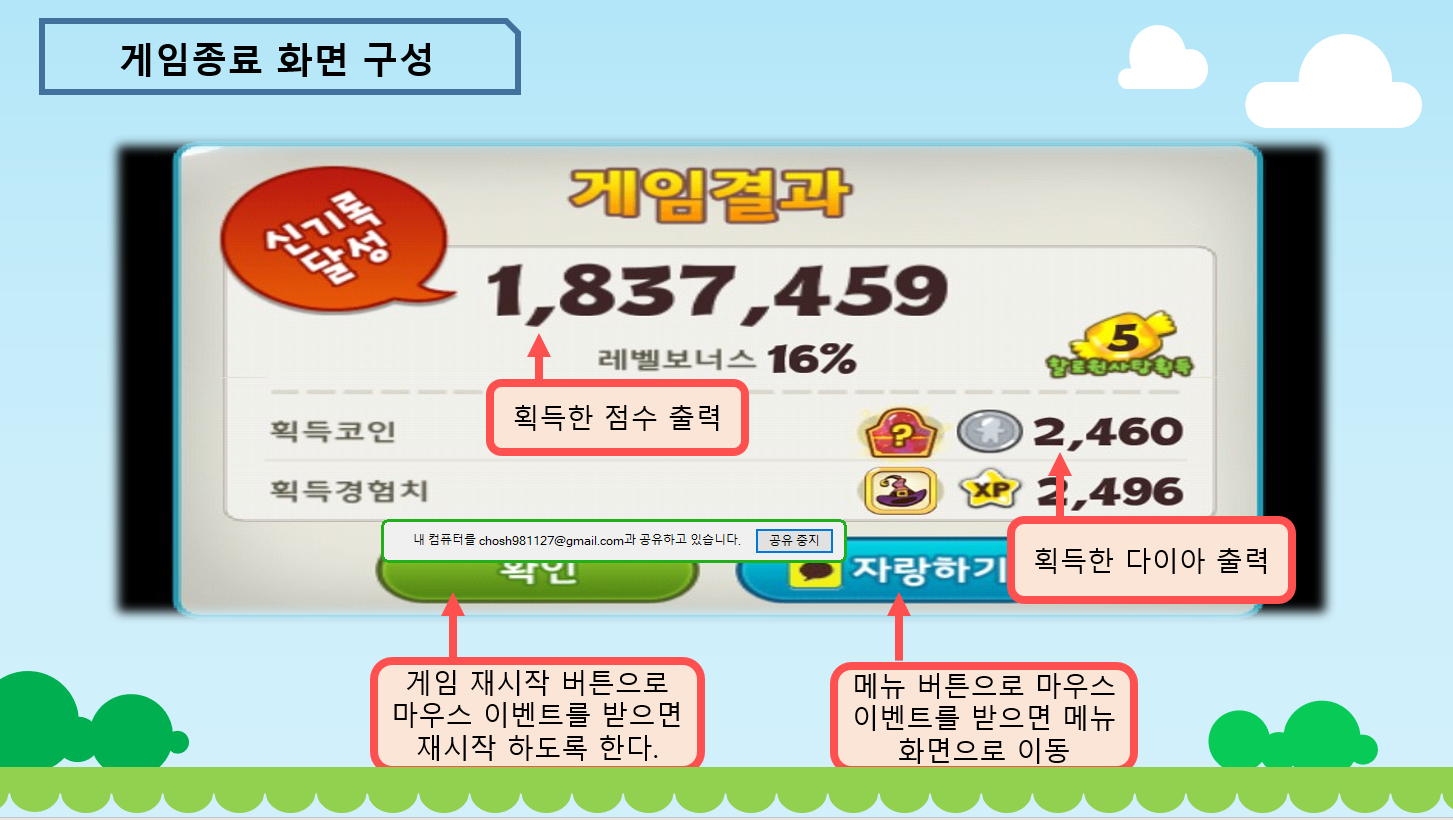 게임종료 화면 구성
신기록
달성
게임결과
1,837,459
레벨보너스 16%
5
할로윈사탕획득
획득한 점수 출력
획득코인
?
2,460
획득경험치
XP
2,496
내 컴퓨터를 chosh981127@gmail.com과 공유하고 있습니다.
공유 중지
확인
자랑하기
획득한 다이아 출력
게임 재시작 버튼으로
마우스 이벤트를 받으면
재시작 하도록 한다.
메뉴 버튼으로 마우스
이벤트를 받으면 메뉴
화면으로 이동